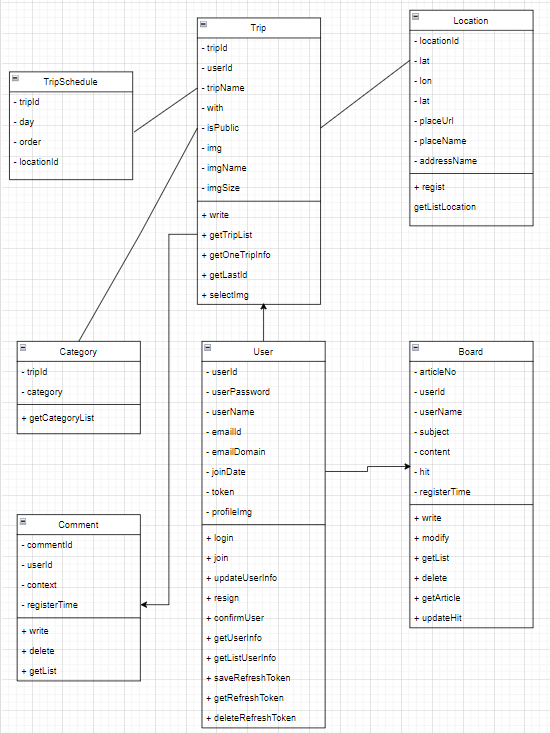 Trip
- tripId
- userId
- tripName
- with
- isPublic
- img
- imgName
- imgSize
+ write
+ getTripList
+ getOneTripInfo
+ getLastId
+ selectImg
Location
- locationId
- lat
- lon
- lat
- placeUrl
- placeName
- addressName
+ regist
getListLocation
TripSchedule
- tripId
- day
- order
- locationId
Category
- tripId
- category
+ getCategoryList
User
- userId
- userPassword
- userName
- emailId
- emailDomain
- joinDate
- token
- profileImg
+ login
+ join
+ updateUserInfo
+ resign
+ confirmUser
+ getUserInfo
+ getListUserInfo
+ saveRefreshToken
+ getRefreshToken
+ deleteRefreshToken
Board
- articleNo
- userId
- userName
- subject
- content
- hit
- registerTime
+ write
+ modify
+ getList
+ delete
+ getArticle
+ updateHit
Comment
- commentId
- userId
- context
- registerTime
+ write
+ delete
+ getList